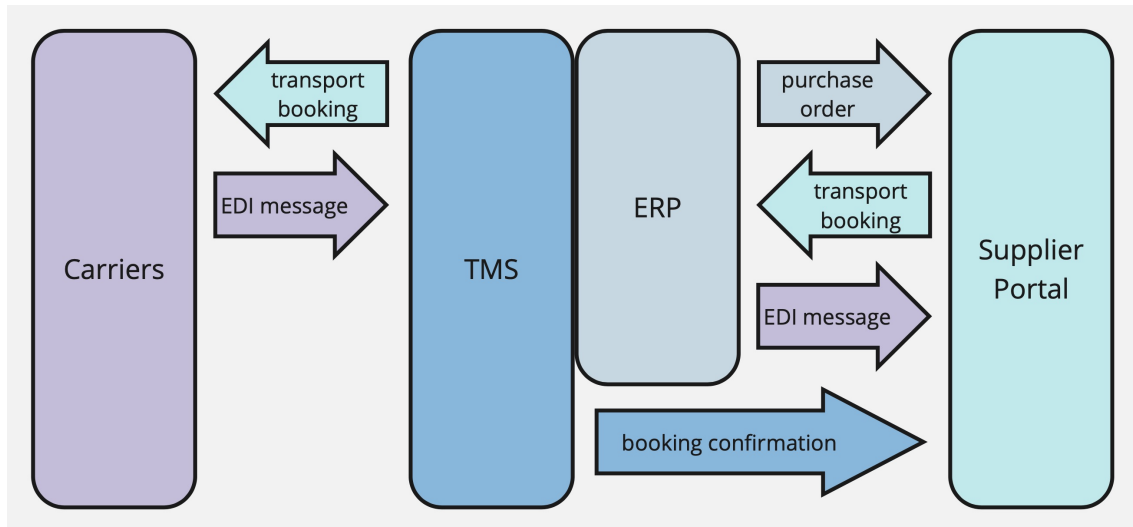 Carriers
transport
booking
EDI message
TMS
ERP
purchase
order
transport
booking
EDI message
booking confirmation
Supplier
Portal